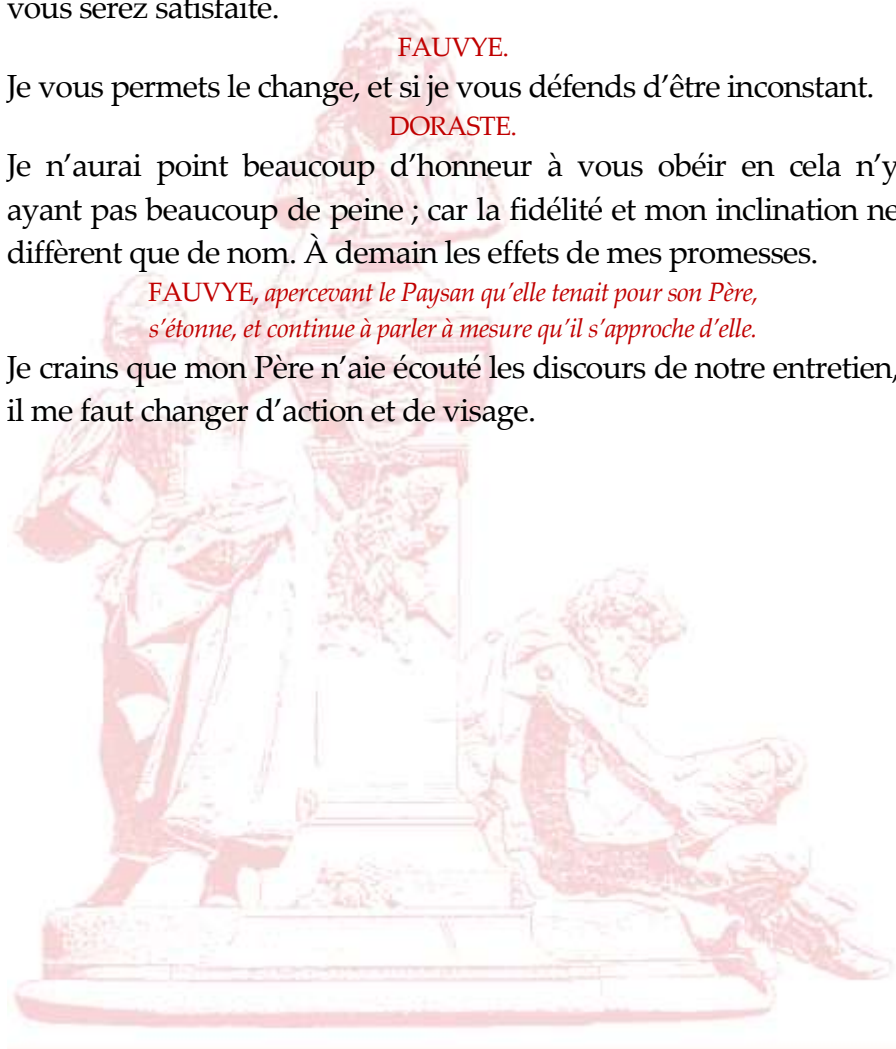 vous serez satisfaite.
FAUVYE.
Je vous permets le change, et si je vous défends d’être inconstant.
DORASTE.
Je n’aurai point beaucoup d’honneur à vous obéir en cela n’y
ayant pas beaucoup de peine ; car la fidélité et mon inclination ne
diffèrent que de nom. À demain les effets de mes promesses.
FAUVYE, apercevant le Paysan qu’elle tenait pour son Père,
s’étonne, et continue à parler à mesure qu’il s’approche d’elle.
Je crains que mon Père n’aie écouté les discours de notre entretien,
il me faut changer d’action et de visage.